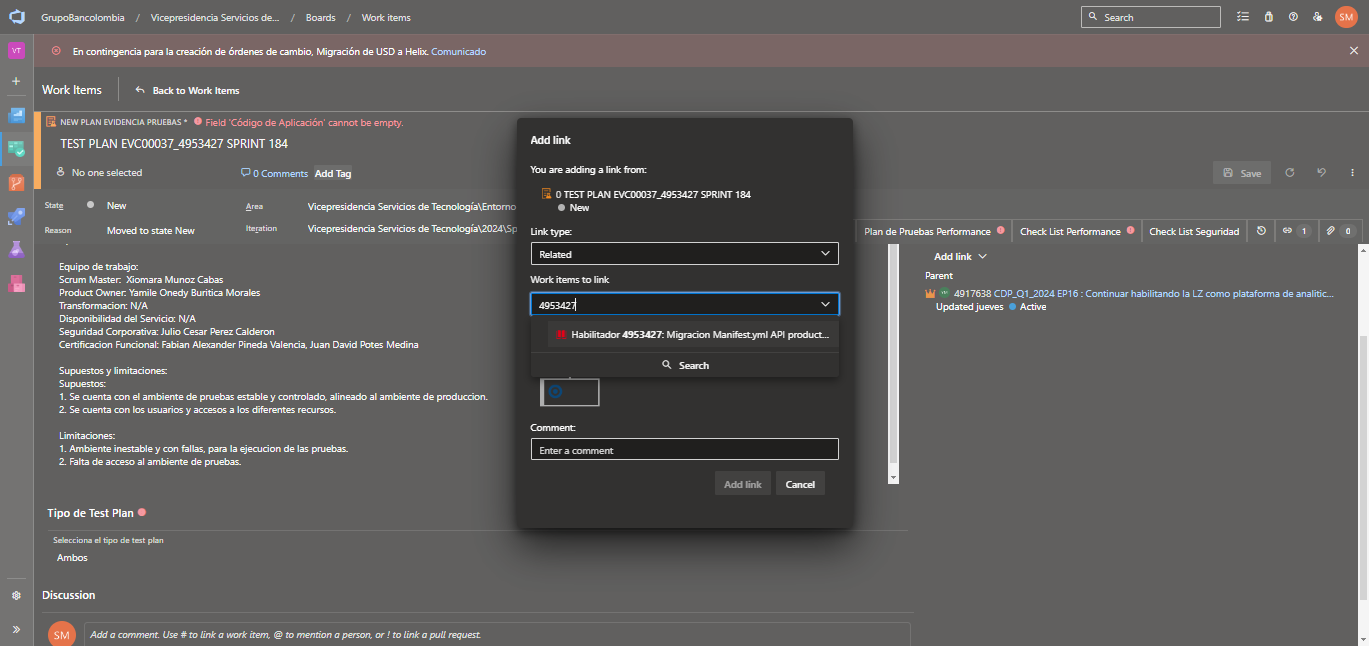 GrupoBancolombia / Vicepresidencia Servicios de... / Boards / Work items
Search
SM
VT
En contingencia para la creación de órdenes de cambio, Migración de USD a Helix. Comunicado
Work Items
Back to Work Items
NEW PLAN EVIDENCIA PRUEBAS * Field 'Código de Aplicación' cannot be empty.
TEST PLAN EVC00037_4953427 SPRINT 184
No one selected
0 Comments
Add Tag
Save
State
New
Area
Vicepresidencia Servicios de Tecnología\Entorno
Reason
Moved to state New
Iteration
Vicepresidencia Servicios de Tecnología\2024\Sp
Plan de Pruebas Performance
Check List Performance
Check List Seguridad
1
0
Equipo de trabajo:
Scrum Master: Xiomara Munoz Cabas
Product Owner: Yamile Onedy Buritica Morales
Transformacion: N/A
Disponibilidad del Servicio: N/A
Seguridad Corporativa: Julio Cesar Perez Calderon
Certificacion Funcional: Fabian Alexander Pineda Valencia, Juan David Potes Medina
Supuestos y limitaciones:
Supuestos:
1. Se cuenta con el ambiente de pruebas estable y controlado, alineado al ambiente de produccion.
2. Se cuenta con los usuarios y accesos a los diferentes recursos.
Limitaciones:
1. Ambiente inestable y con fallas, para la ejecucion de las pruebas.
2. Falta de acceso al ambiente de pruebas.
Tipo de Test Plan
Selecciona el tipo de test plan
Ambos
Discussion
SM
Add a comment. Use # to link a work item, @ to mention a person, or ! to link a pull request.
Add link
You are adding a link from:
0 TEST PLAN EVC00037_4953427 SPRINT 184
New
Link type:
Related
Work items to link
4953427
Habilitador 4953427: Migracion Manifest.yml API product...
Search
Comment:
Enter a comment
Add link
Cancel
Add link
Parent
4917638 CDP_Q1_2024 EP16 : Continuar habilitando la LZ como plataforma de analitic...
Updated jueves
Active